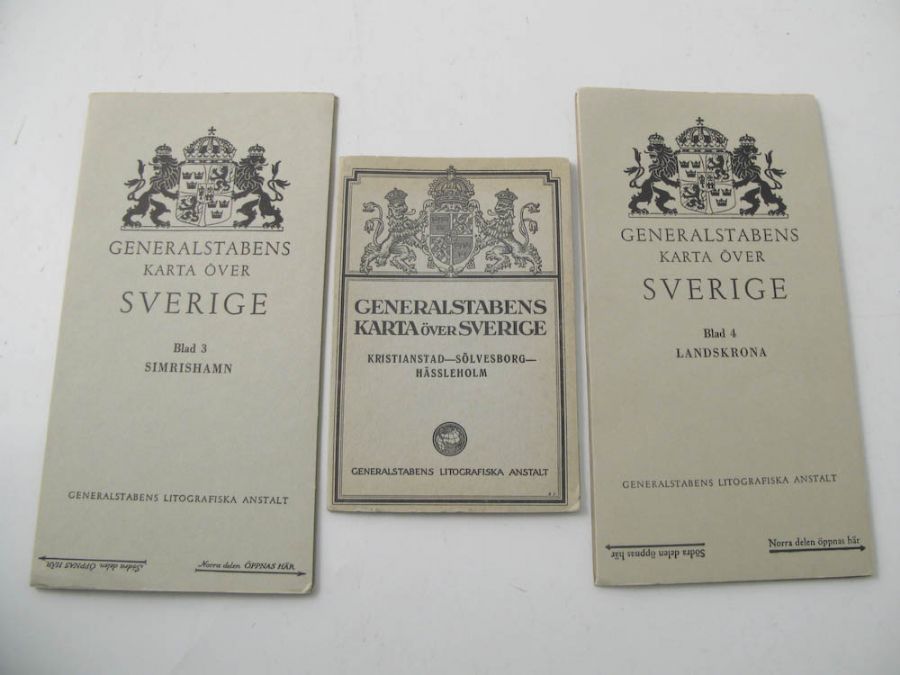 GENERALSTABENS
KARTA ÖVER
SVERIGE
Blad 3
SIMRISHAMN
GENERALSTABENS LITOGRAFISKA ANSTALT
Södra delen ÖPPNAS HÄR
Norra delen ÖPPNAS HÄR
GENERALSTABENS
KARTA ÖVER SVERIGE
KRISTIANSTAD—SÖLVESBORG—
HÄSSLEHOLM
GENERALSTABENS LITOGRAFISKA ANSTALT
GENERALSTABENS
KARTA ÖVER
SVERIGE
Blad 4
LANDSKRONA
GENERALSTABENS LITOGRAFISKA ANSTALT
Södra delen öppnas här
Norra delen öppnas här